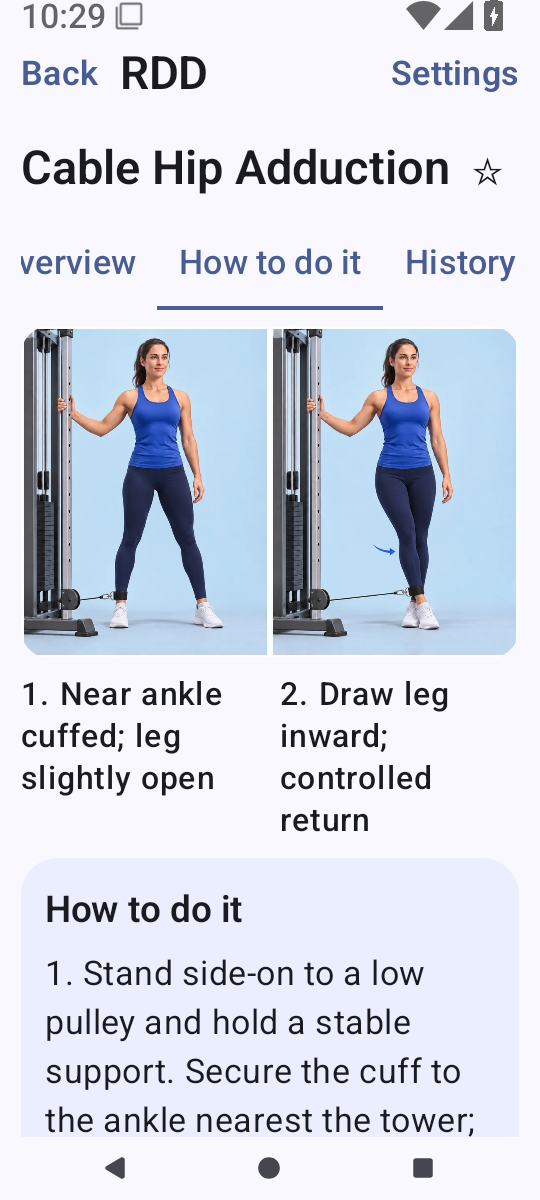 10:29
Back RDD Settings
Cable Hip Adduction ☆
verview How to do it History
1. Near ankle
cuffed; leg
slightly open
2. Draw leg
inward;
controlled
return
How to do it
1. Stand side-on to a low
pulley and hold a stable
support. Secure the cuff to
the ankle nearest the tower;